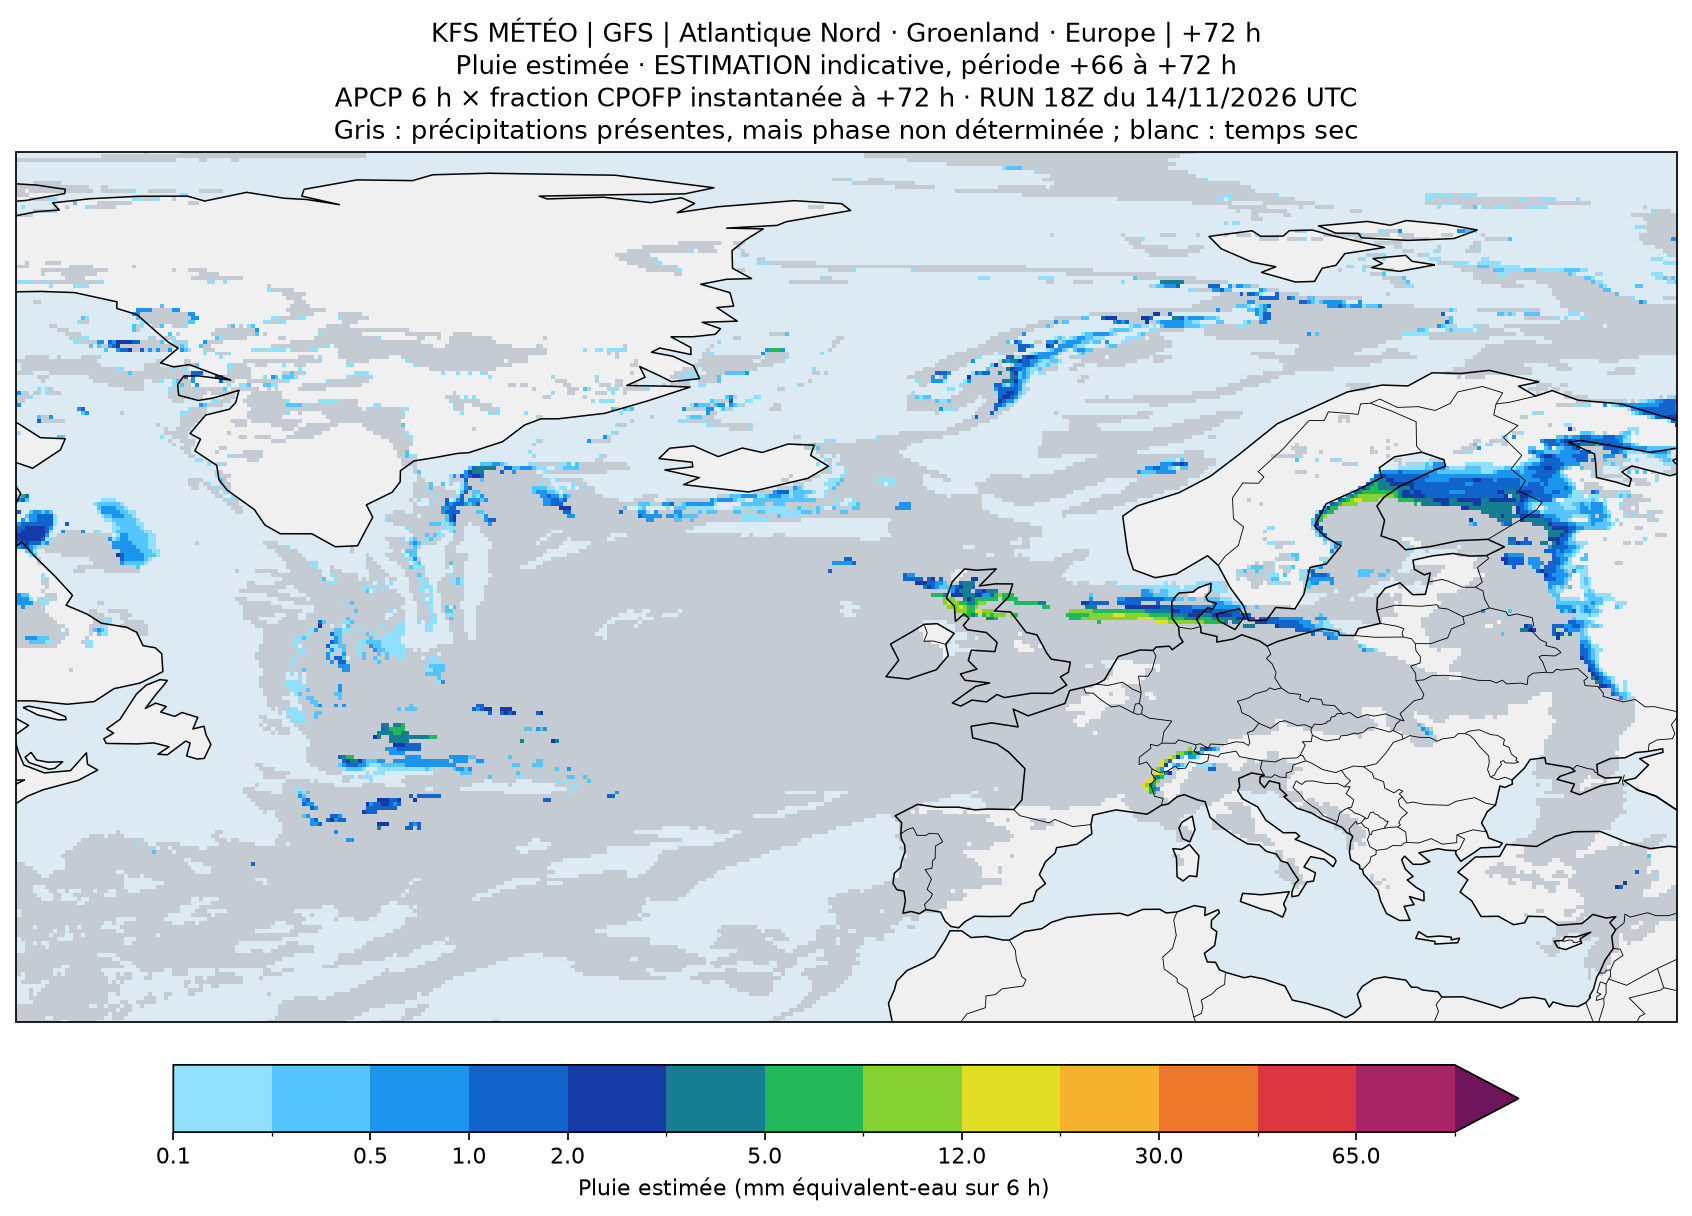 KFS MÉTÉO | GFS | Atlantique Nord · Groenland · Europe | +72 h
Pluie estimée · ESTIMATION indicative, période +66 à +72 h
APCP 6 h × fraction CPOFP instantanée à +72 h · RUN 18Z du 14/11/2026 UTC
Gris : précipitations présentes, mais phase non déterminée ; blanc : temps sec
0.1 0.5 1.0 2.0 5.0 12.0 30.0 65.0
Pluie estimée (mm équivalent-eau sur 6 h)